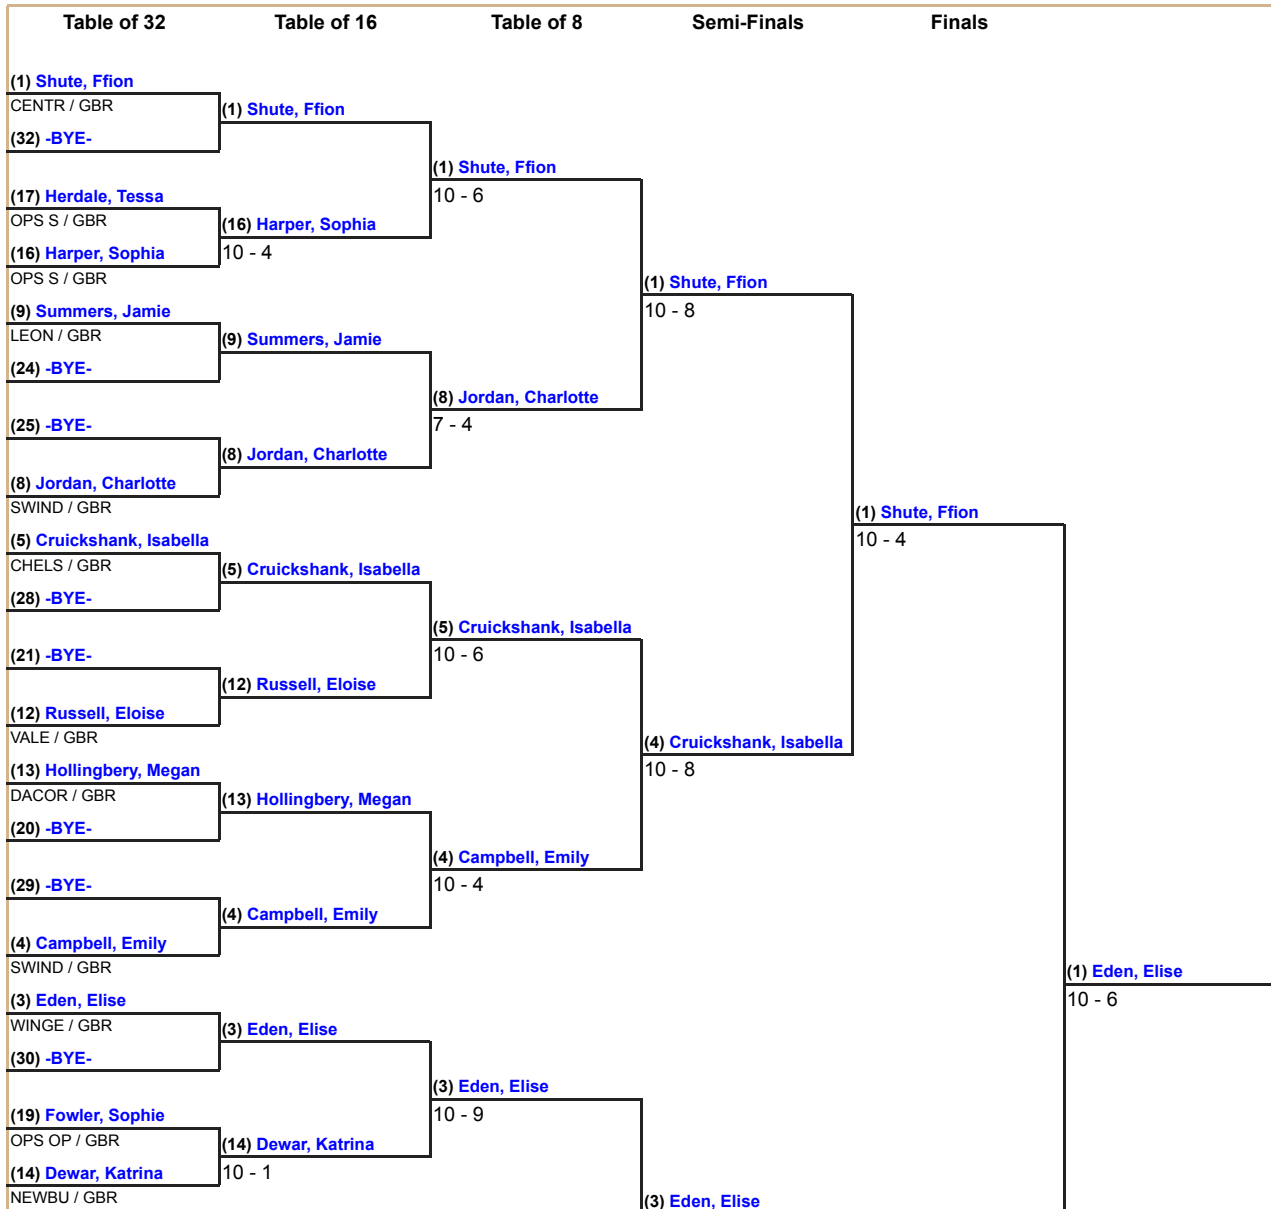 Table of 32 Table of 16 Table of 8 Semi-Finals Finals
(1) Shute, Ffion
CENTR / GBR
(1) Shute, Ffion
(32) -BYE-
(1) Shute, Ffion
10 - 6
(17) Herdale, Tessa
OPS S / GBR
(16) Harper, Sophia
10 - 4
(16) Harper, Sophia
OPS S / GBR
(1) Shute, Ffion
10 - 8
(9) Summers, Jamie
LEON / GBR
(9) Summers, Jamie
(24) -BYE-
(8) Jordan, Charlotte
7 - 4
(25) -BYE-
(8) Jordan, Charlotte
(8) Jordan, Charlotte
SWIND / GBR
(1) Shute, Ffion
10 - 4
(5) Cruickshank, Isabella
CHELS / GBR
(5) Cruickshank, Isabella
(28) -BYE-
(5) Cruickshank, Isabella
10 - 6
(21) -BYE-
(12) Russell, Eloise
(12) Russell, Eloise
VALE / GBR
(4) Cruickshank, Isabella
10 - 8
(13) Hollingbery, Megan
DACOR / GBR
(13) Hollingbery, Megan
(20) -BYE-
(4) Campbell, Emily
10 - 4
(29) -BYE-
(4) Campbell, Emily
(4) Campbell, Emily
SWIND / GBR
(1) Eden, Elise
10 - 6
(3) Eden, Elise
WINGE / GBR
(3) Eden, Elise
(30) -BYE-
(3) Eden, Elise
10 - 9
(19) Fowler, Sophie
OPS OP / GBR
(14) Dewar, Katrina
10 - 1
(14) Dewar, Katrina
NEWBU / GBR
(3) Eden, Elise